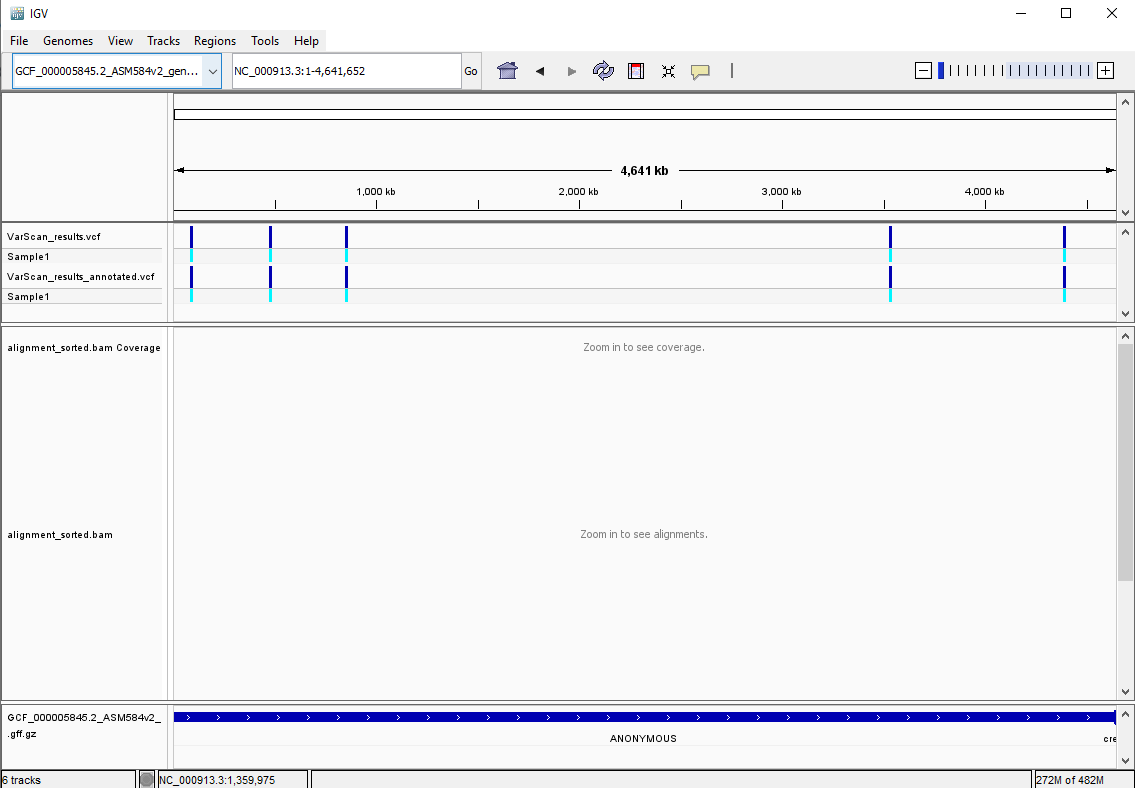 IGV
File Genomes View Tracks Regions Tools Help
GCF_000005845.2_ASM584v2_gen... NC_000913.3:1-4,641,652 Go
4,641 kb
1,000 kb 2,000 kb 3,000 kb 4,000 kb
VarScan_results.vcf
Sample1
VarScan_results_annotated.vcf
Sample1
alignment_sorted.bam Coverage Zoom in to see coverage.
alignment_sorted.bam Zoom in to see alignments.
GCF_000005845.2_ASM584v2_
.gff.gz
ANONYMOUS cre
6 tracks NC_000913.3:1,359,975 272M of 482M